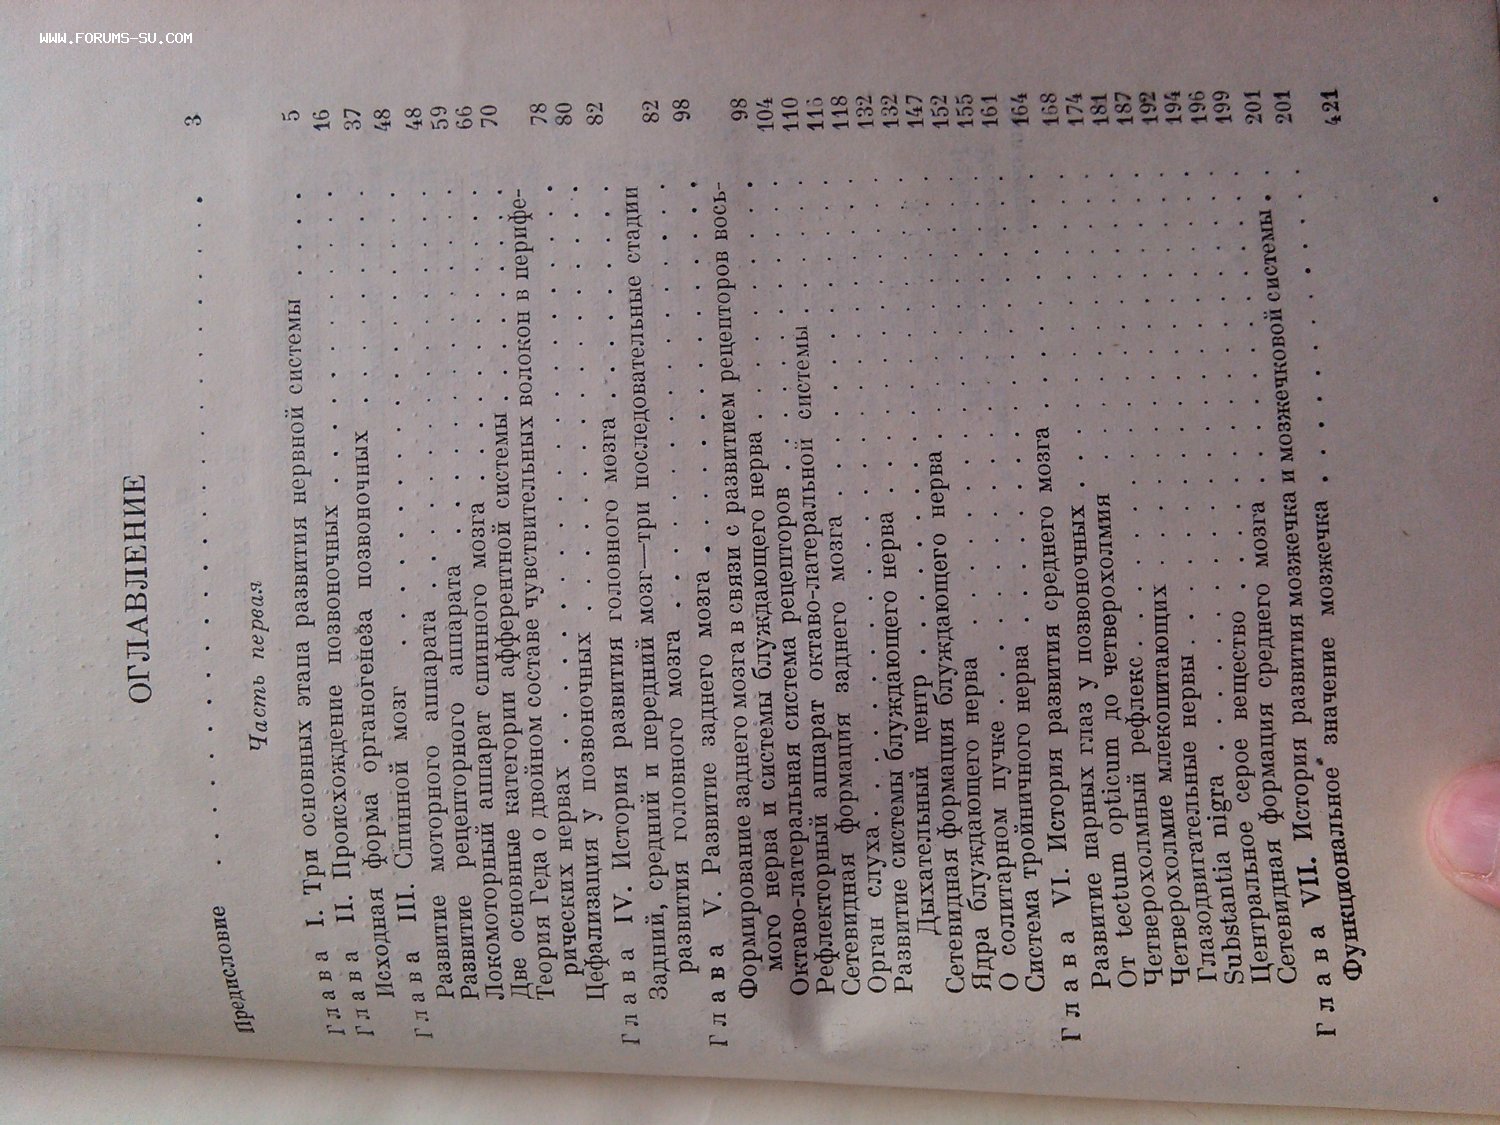 WWW.FORUMS-SU.COM
ОГЛАВЛЕНИЕ
Предисловие . . . . . . . . . . 3
Часть первая
Глава I. Три основных этапа развития нервной системы . . . . 5
Глава II. Происхождение позвоночных . . . . . . . . . . 16
Исходная форма органогенеза позвоночных . . . . . . . . . . 37
Глава III. Спинной мозг . . . . . . . . . . 48
Развитие моторного аппарата . . . . . . . . . . 48
Развитие рецепторного аппарата . . . . . . . . . . 59
Локомоторный аппарат спинного мозга . . . . . . . . . . 66
Две основные категории афферентной системы . . . . . . . . . . 70
Теория Геда о двойном составе чувствительных волокон в перифе-
рических нервах . . . . . . . . . . 78
Цефализация у позвоночных . . . . . . . . . . 80
Глава IV. История развития головного мозга . . . . . . . . . . 82
Задний, средний и передний мозг—три последовательные стадии
развития головного мозга . . . . . . . . . . 82
Глава V. Развитие заднего мозга . . . . . . . . . . 98
Формирование заднего мозга в связи с развитием рецепторов вось-
мого нерва и системы блуждающего нерва . . . . . . . . . . 98
Октаво-латеральная система рецепторов . . . . . . . . . . 104
Рефлекторный аппарат октаво-латеральной системы . . . . . . . 110
Сетевидная формация заднего мозга . . . . . . . . . . 115
Орган слуха . . . . . . . . . . 118
Развитие системы блуждающего нерва . . . . . . . . . . 132
Дыхательный центр . . . . . . . . . . 132
Сетевидная формация блуждающего нерва . . . . . . . . . . 147
Ядра блуждающего нерва . . . . . . . . . . 152
О солитарном пучке . . . . . . . . . . 155
Система тройничного нерва . . . . . . . . . . 161
Глава VI. История развития среднего мозга . . . . . . . . . . 164
Развитие парных глаз у позвоночных . . . . . . . . . . 168
От tectum opticum до четверохолмия . . . . . . . . . . 174
Четверохолмный рефлекс . . . . . . . . . . 181
Четверохолмие млекопитающих . . . . . . . . . . 187
Глазодвигательные нервы . . . . . . . . . . 192
Substantia nigra . . . . . . . . . . 194
Центральное серое вещество . . . . . . . . . . 196
Сетевидная формация среднего мозга . . . . . . . . . . 199
Глава VII. История развития мозжечка и мозжечковой системы . . 201
Функциональное значение мозжечка . . . . . . . . . . 201
421